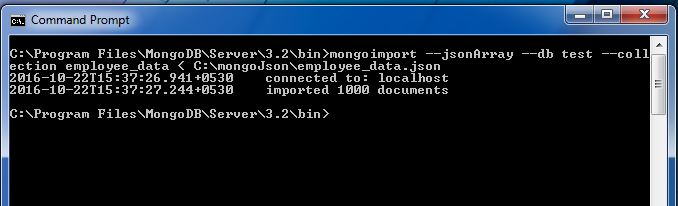 Command Prompt
C:\Program Files\MongoDB\Server\3.2\bin>mongoimport --jsonArray --db test --coll
ection employee_data < C:\mongoJson\employee_data.json
2016-10-22T15:37:26.941+0530    connected to: localhost
2016-10-22T15:37:27.244+0530    imported 1000 documents
C:\Program Files\MongoDB\Server\3.2\bin>